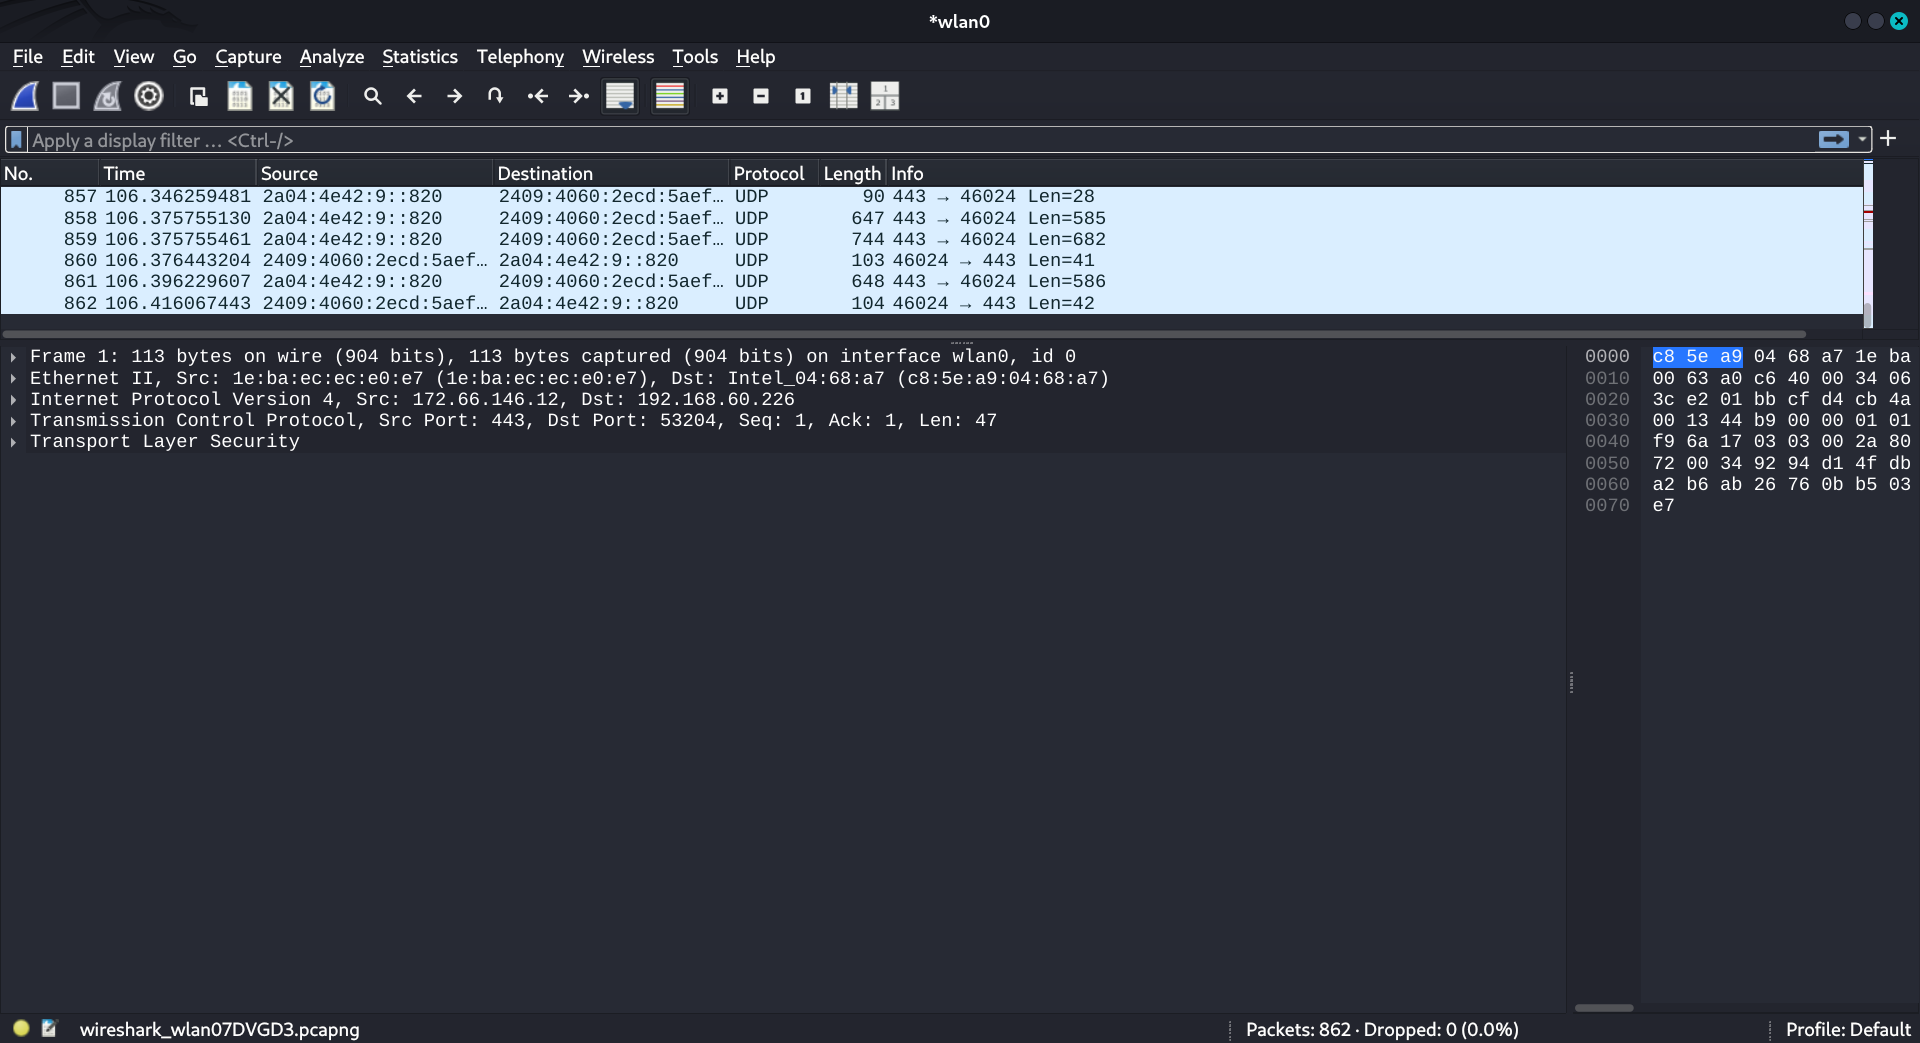 *wlan0
File Edit View Go Capture Analyze Statistics Telephony Wireless Tools Help
Apply a display filter … <Ctrl-/>
No. Time Source Destination Protocol Length Info
857 106.346259481 2a04:4e42:9::820 2409:4060:2ecd:5aef… UDP 90 443 → 46024 Len=28
858 106.375755130 2a04:4e42:9::820 2409:4060:2ecd:5aef… UDP 647 443 → 46024 Len=585
859 106.375755461 2a04:4e42:9::820 2409:4060:2ecd:5aef… UDP 744 443 → 46024 Len=682
860 106.376443204 2409:4060:2ecd:5aef… 2a04:4e42:9::820 UDP 103 46024 → 443 Len=41
861 106.396229607 2a04:4e42:9::820 2409:4060:2ecd:5aef… UDP 648 443 → 46024 Len=586
862 106.416067443 2409:4060:2ecd:5aef… 2a04:4e42:9::820 UDP 104 46024 → 443 Len=42
Frame 1: 113 bytes on wire (904 bits), 113 bytes captured (904 bits) on interface wlan0, id 0
Ethernet II, Src: 1e:ba:ec:ec:e0:e7 (1e:ba:ec:ec:e0:e7), Dst: Intel_04:68:a7 (c8:5e:a9:04:68:a7)
Internet Protocol Version 4, Src: 172.66.146.12, Dst: 192.168.60.226
Transmission Control Protocol, Src Port: 443, Dst Port: 53204, Seq: 1, Ack: 1, Len: 47
Transport Layer Security
0000 c8 5e a9 04 68 a7 1e ba
0010 00 63 a0 c6 40 00 34 06
0020 3c e2 01 bb cf d4 cb 4a
0030 00 13 44 b9 00 00 01 01
0040 f9 6a 17 03 03 00 2a 80
0050 72 00 34 92 94 d1 4f db
0060 a2 b6 ab 26 76 0b b5 03
0070 e7
wireshark_wlan07DVGD3.pcapng
Packets: 862 · Dropped: 0 (0.0%)
Profile: Default